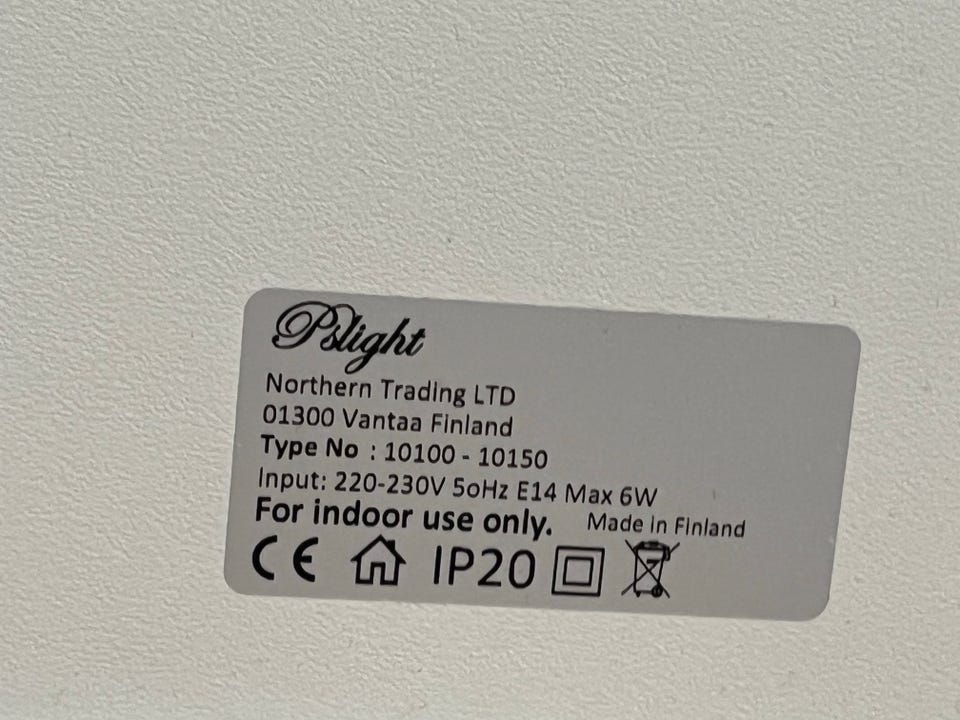 Pslight
Northern Trading LTD
01300 Vantaa Finland
Type No : 10100 - 10150
Input: 220-230V 5oHz E14 Max 6W
For indoor use only. Made in Finland
CE IP20